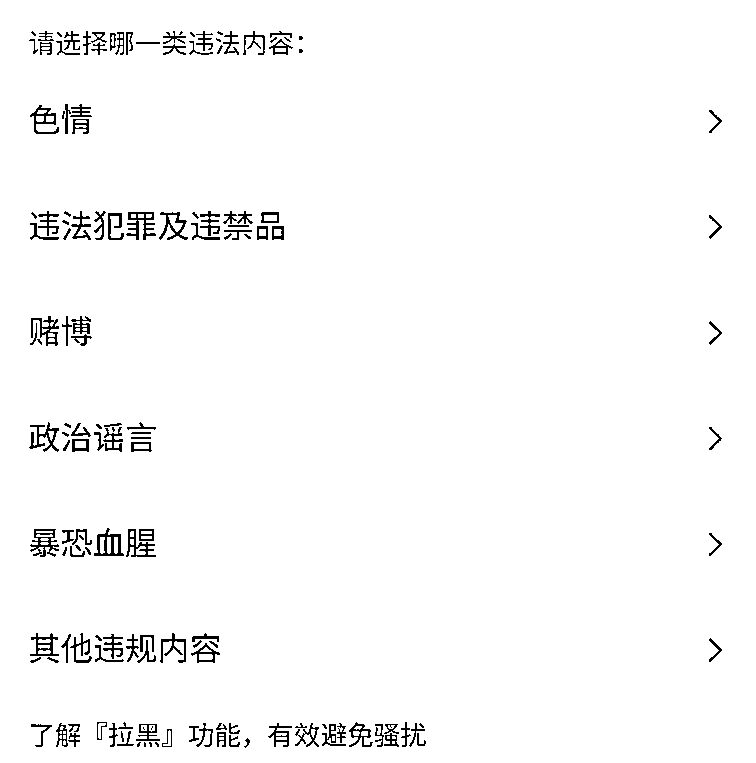 请选择哪一类违法内容：
色情
违法犯罪及违禁品
赌博
政治谣言
暴恐血腥
其他违规内容
了解『拉黑』功能，有效避免骚扰